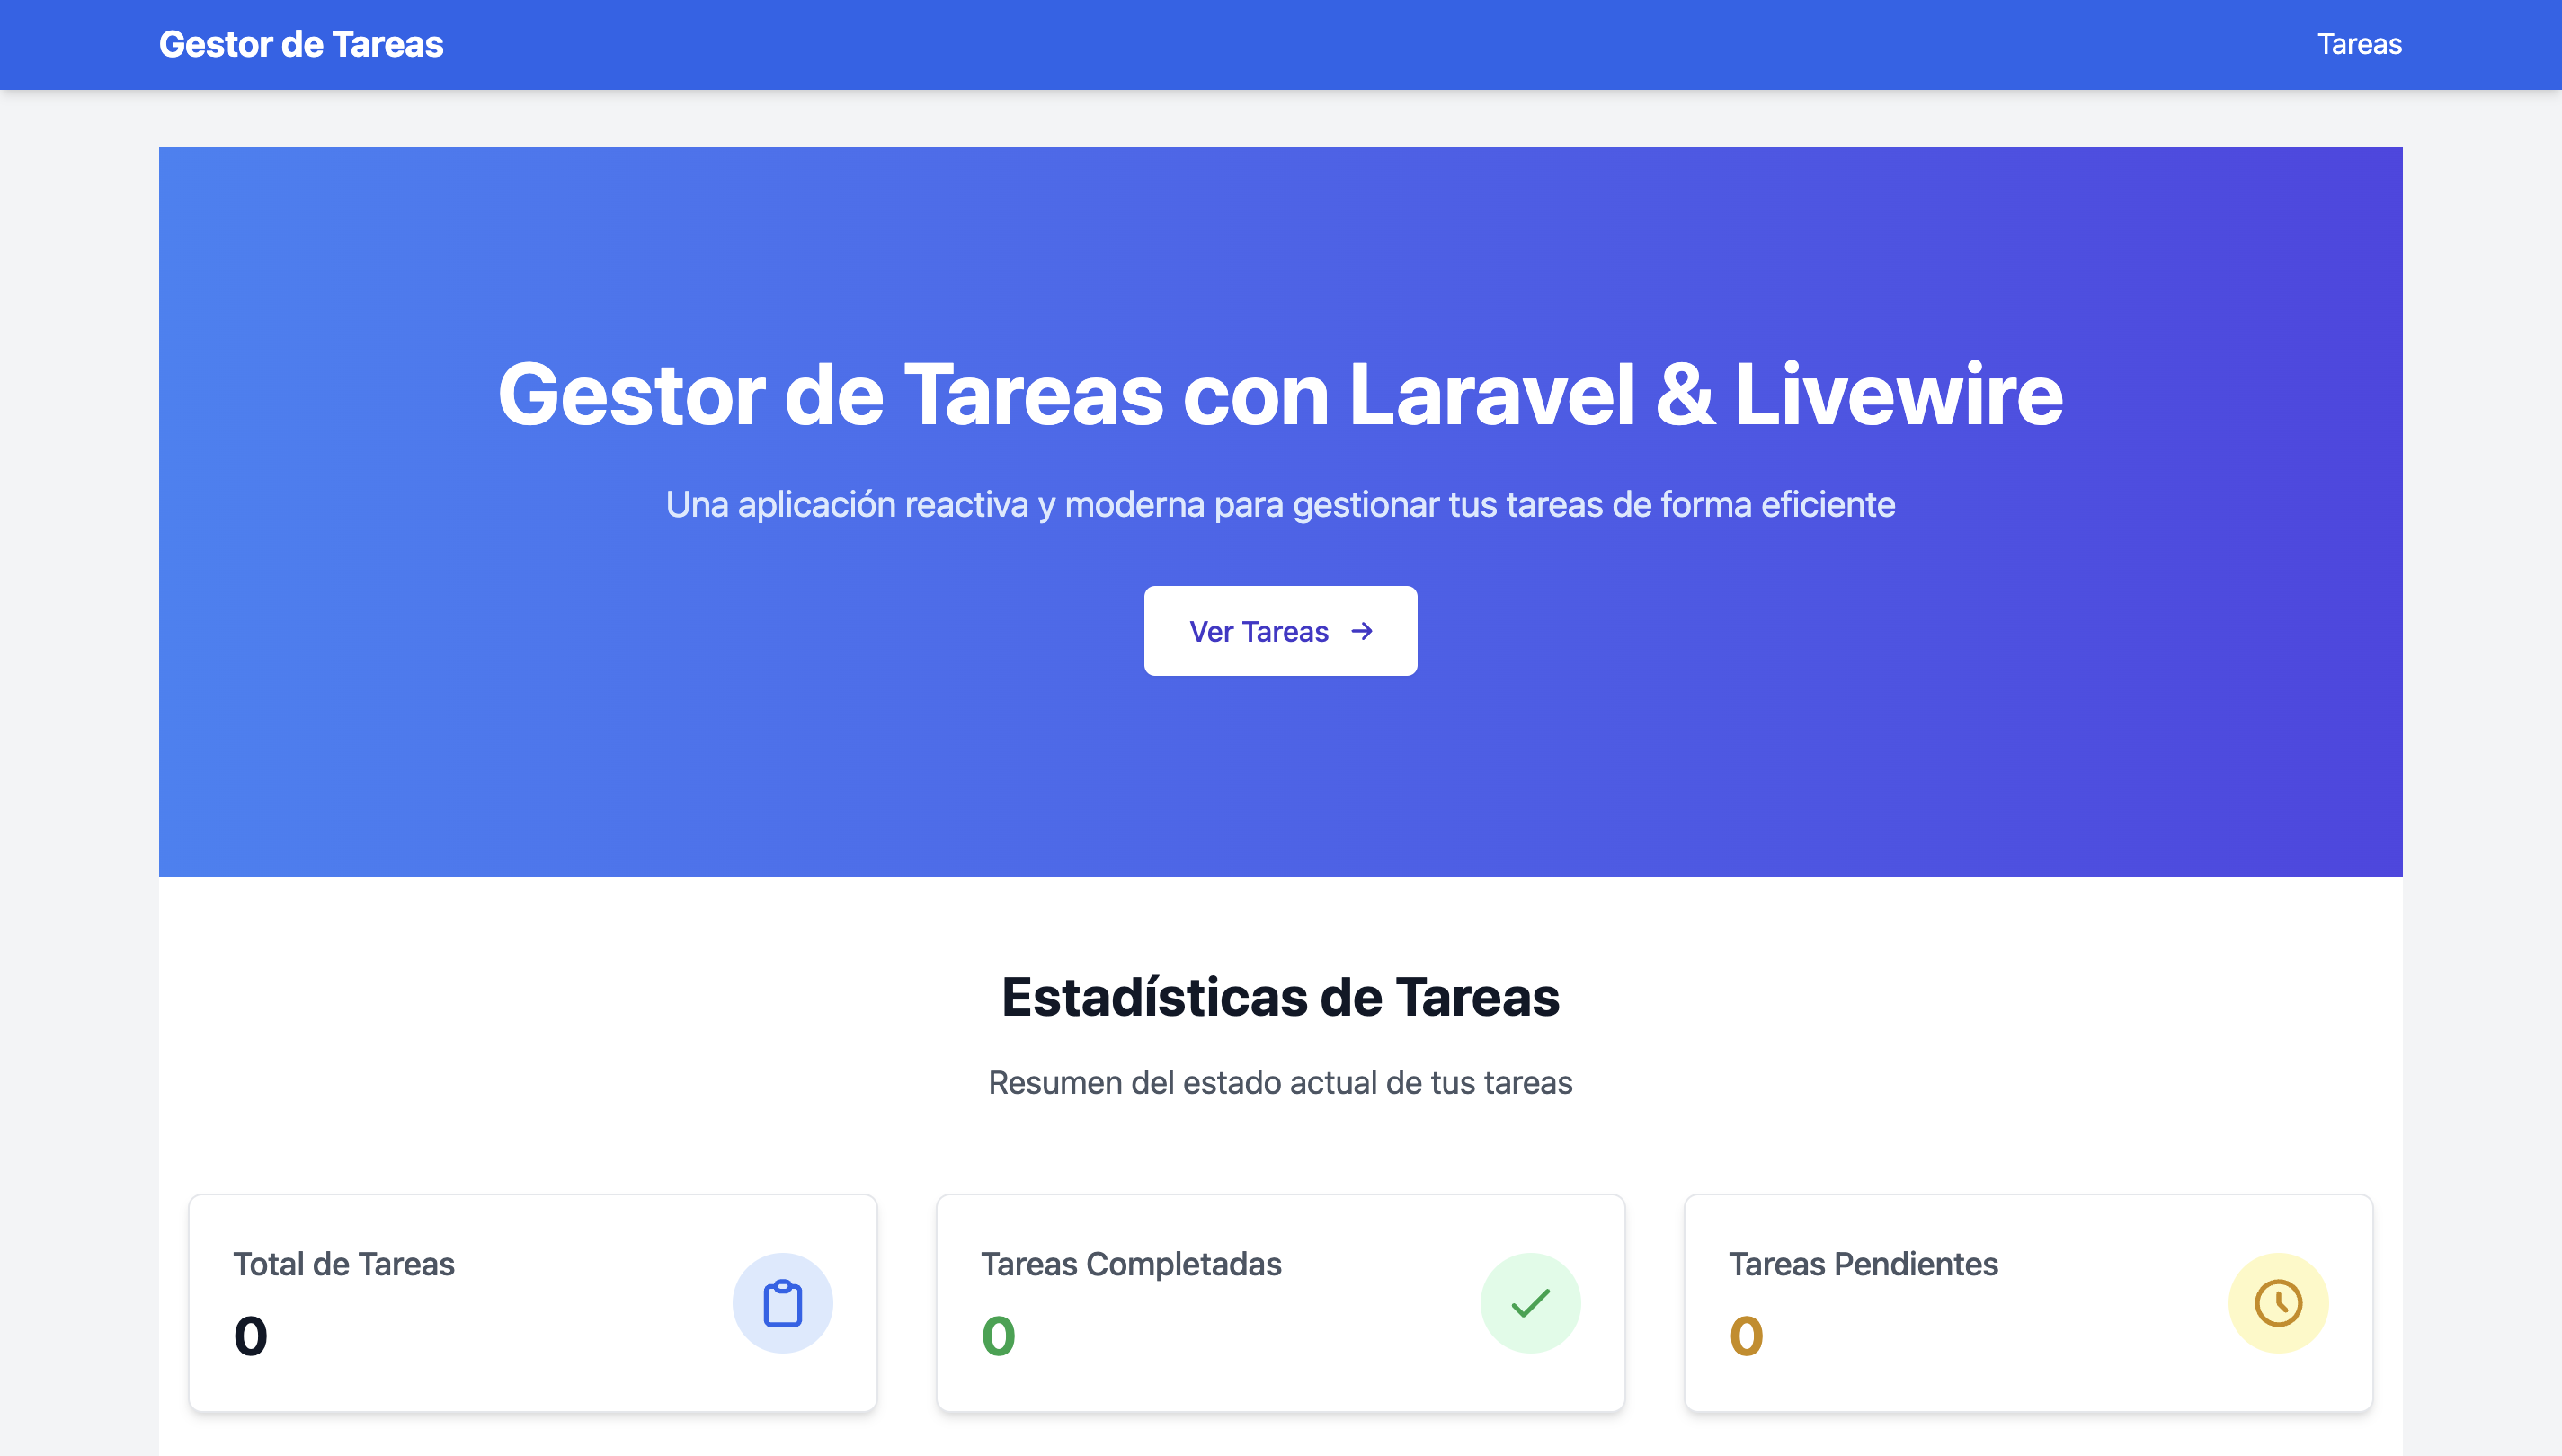 Gestor de Tareas
Tareas
Gestor de Tareas con Laravel & Livewire
Una aplicación reactiva y moderna para gestionar tus tareas de forma eficiente
Ver Tareas
Estadísticas de Tareas
Resumen del estado actual de tus tareas
Total de Tareas
0
Tareas Completadas
0
Tareas Pendientes
0